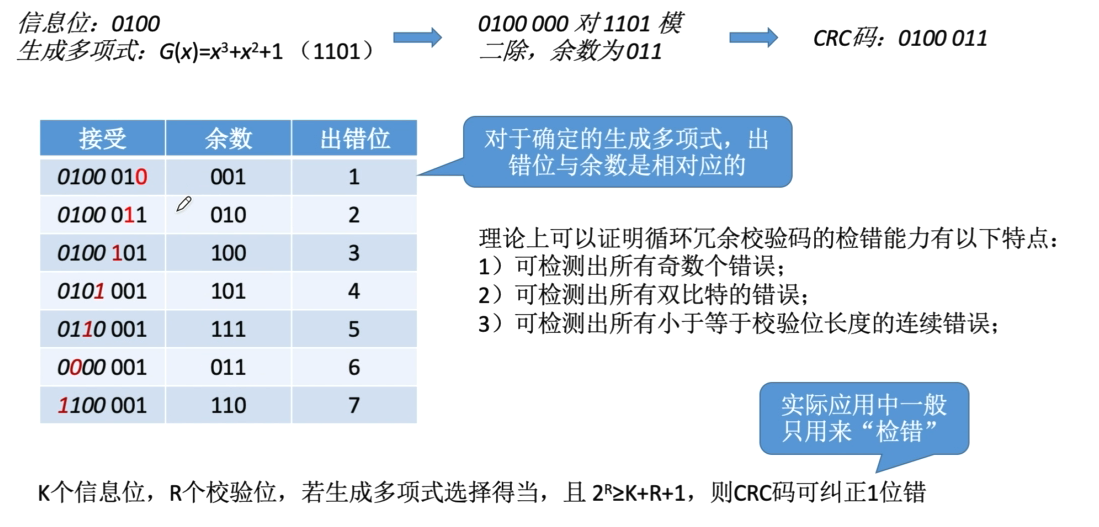 信息位：0100
生成多项式：G(x)=x³+x²+1 （1101）
0100 000 对 1101 模
二除，余数为 011
CRC码：0100 011
接受 余数 出错位
0100 010 001 1
0100 011 010 2
0100 101 100 3
0101 001 101 4
0110 001 111 5
0000 001 011 6
1100 001 110 7
对于确定的生成多项式，出
错位与余数是相对应的
理论上可以证明循环冗余校验码的检错能力有以下特点：
1）可检测出所有奇数个错误；
2）可检测出所有双比特的错误；
3）可检测出所有小于等于校验位长度的连续错误；
实际应用中一般
只用来“检错”
K个信息位，R个校验位，若生成多项式选择得当，且 2ᴿ≥K+R+1，则CRC码可纠正1位错